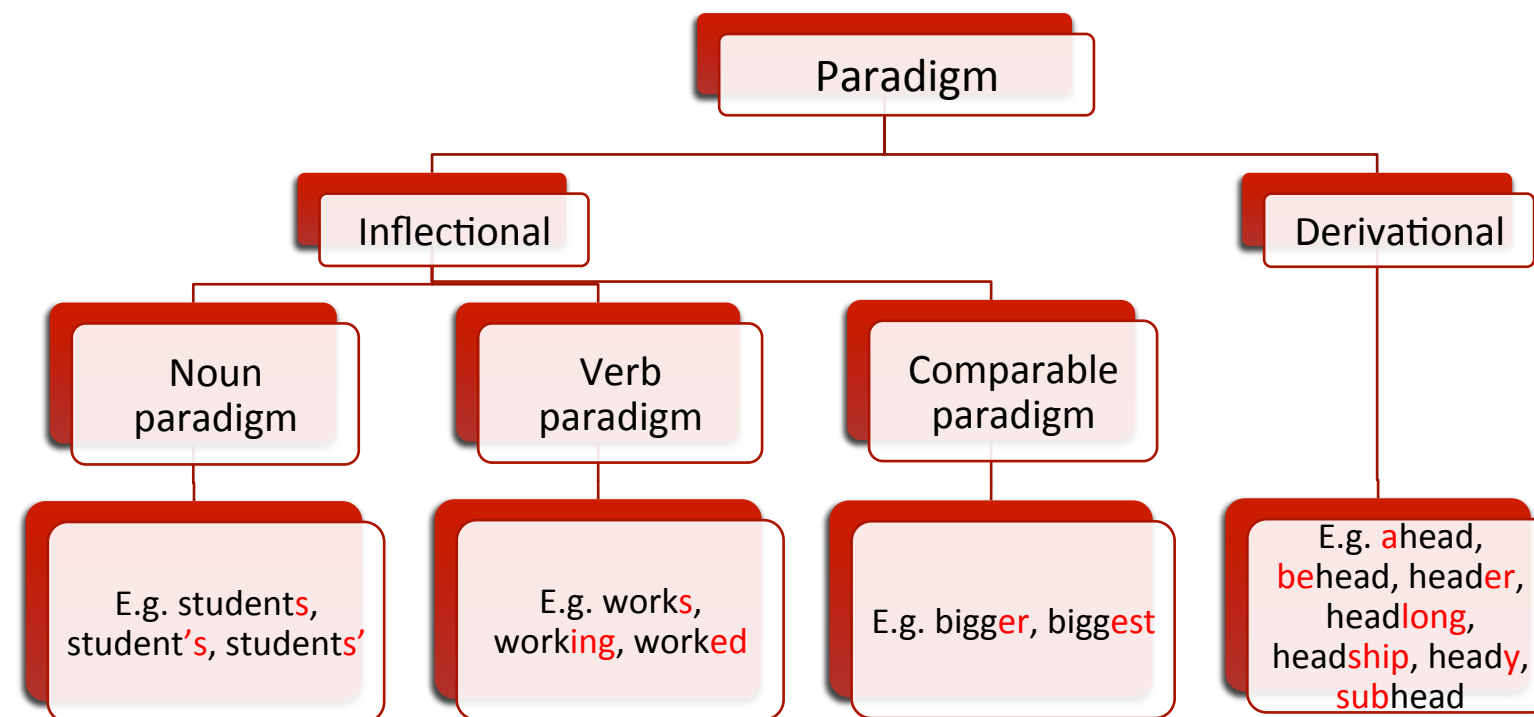 Paradigm
Inflectional
Derivational
Noun
paradigm
Verb
paradigm
Comparable
paradigm
E.g. students,
student’s, students’
E.g. works,
working, worked
E.g. bigger, biggest
E.g. ahead,
behead, header,
headlong,
headship, heady,
subhead